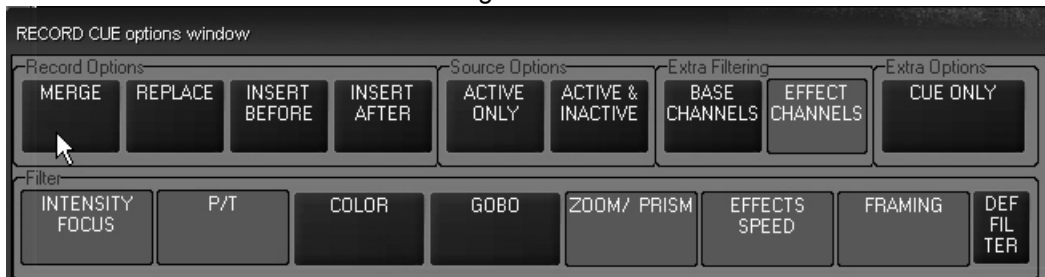 RECORD CUE options window
Record Options
Source Options
Extra Filtering
Extra Options
MERGE
REPLACE
INSERT
BEFORE
INSERT
AFTER
ACTIVE
ONLY
ACTIVE &
INACTIVE
BASE
CHANNELS
EFFECT
CHANNELS
CUE ONLY
Filter
INTENSITY
FOCUS
P/T
COLOR
GOBO
ZOOM/ PRISM
EFFECTS
SPEED
FRAMING
DEF
FIL
TER